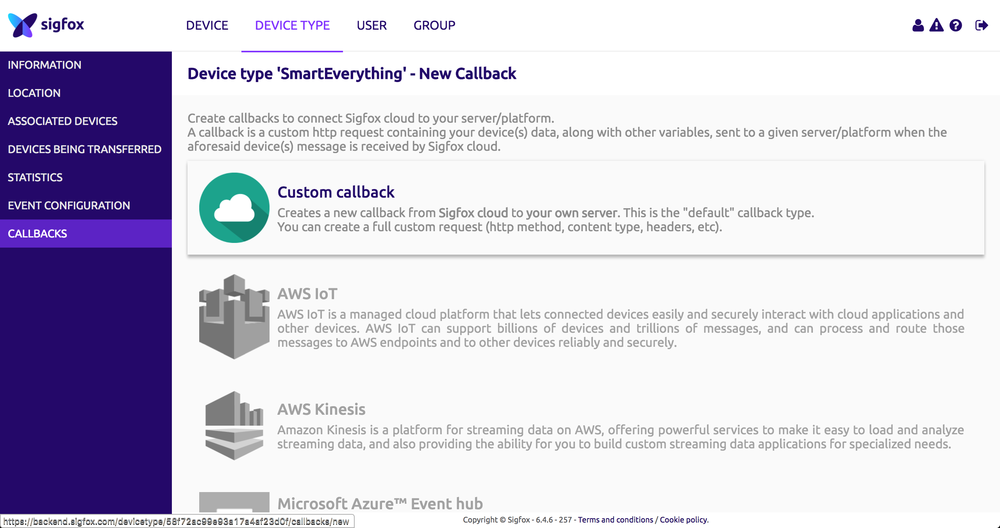 sigfox
DEVICE
DEVICE TYPE
USER
GROUP
INFORMATION
LOCATION
ASSOCIATED DEVICES
DEVICES BEING TRANSFERRED
STATISTICS
EVENT CONFIGURATION
CALLBACKS
Device type 'SmartEverything' - New Callback
Create callbacks to connect Sigfox cloud to your server/platform.
A callback is a custom http request containing your device(s) data, along with other variables, sent to a given server/platform when the
aforesaid device(s) message is received by Sigfox cloud.
Custom callback
Creates a new callback from Sigfox cloud to your own server. This is the "default" callback type.
You can create a full custom request (http method, content type, headers, etc).
AWS IoT
AWS IoT is a managed cloud platform that lets connected devices easily and securely interact with cloud applications and
other devices. AWS IoT can support billions of devices and trillions of messages, and can process and route those
messages to AWS endpoints and to other devices reliably and securely.
AWS Kinesis
Amazon Kinesis is a platform for streaming data on AWS, offering powerful services to make it easy to load and analyze
streaming data, and also providing the ability for you to build custom streaming data applications for specialized needs.
Microsoft Azure™ Event hub
https://backend.sigfox.com/devicetype/58f72ac99e93a17a4af23d0f/callbacks/new
Copyright © Sigfox - 6.4.6 - 257 - Terms and conditions / Cookie policy.